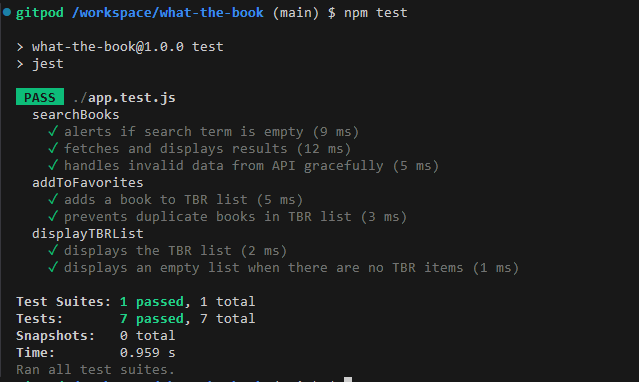 gitpod /workspace/what-the-book (main) $ npm test
> what-the-book@1.0.0 test
> jest
PASS ./app.test.js
searchBooks
✓ alerts if search term is empty (9 ms)
✓ fetches and displays results (12 ms)
✓ handles invalid data from API gracefully (5 ms)
addToFavorites
✓ adds a book to TBR list (5 ms)
✓ prevents duplicate books in TBR list (3 ms)
displayTBRList
✓ displays the TBR list (2 ms)
✓ displays an empty list when there are no TBR items (1 ms)
Test Suites: 1 passed, 1 total
Tests: 7 passed, 7 total
Snapshots: 0 total
Time: 0.959 s
Ran all test suites.